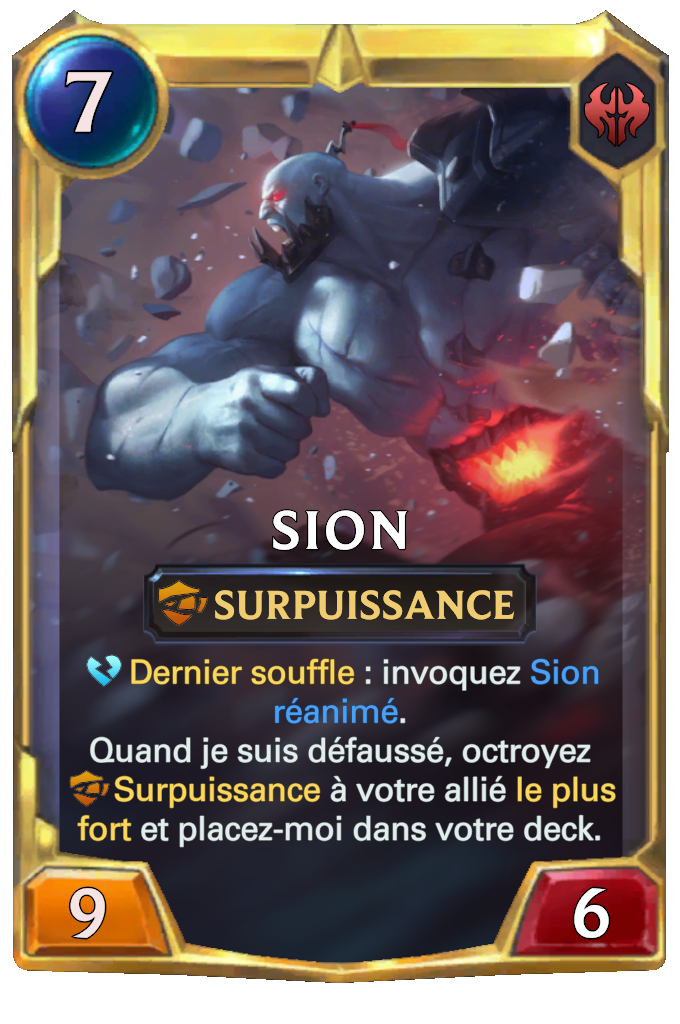 7
SION
SURPUISSANCE
Dernier souffle : invoquez Sion
réanimé.
Quand je suis défaussé, octroyez
Surpuissance à votre allié le plus
fort et placez-moi dans votre deck.
9
6